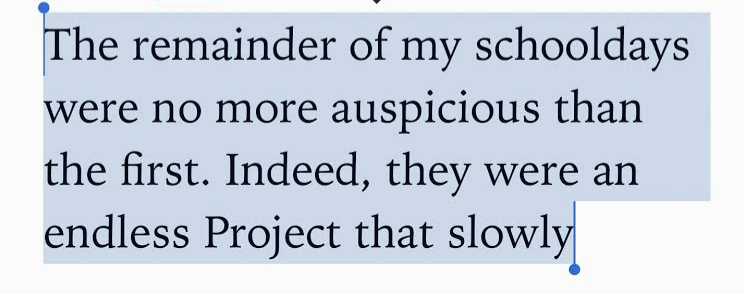 The remainder of my schooldays
were no more auspicious than
the first. Indeed, they were an
endless Project that slowly